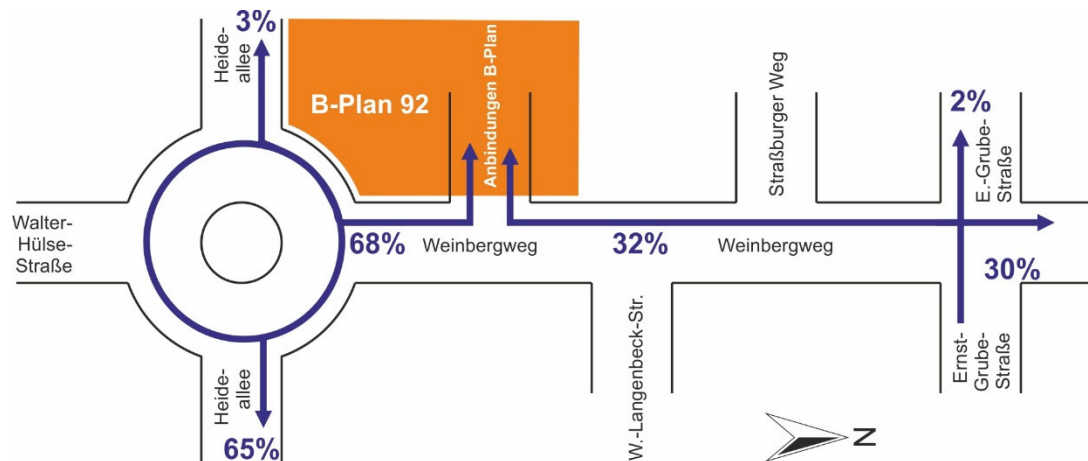 3%
Heide-
allee
B-Plan 92
Anbindungen B-Plan
Straßburger Weg
2%
E.-Grube-
Straße
Walter-
Hülse-
Straße
68%
Weinbergweg
32%
Weinbergweg
30%
Heide-
allee
65%
W.-Langenbeck-Str.
Ernst-
Grube-
Straße
N